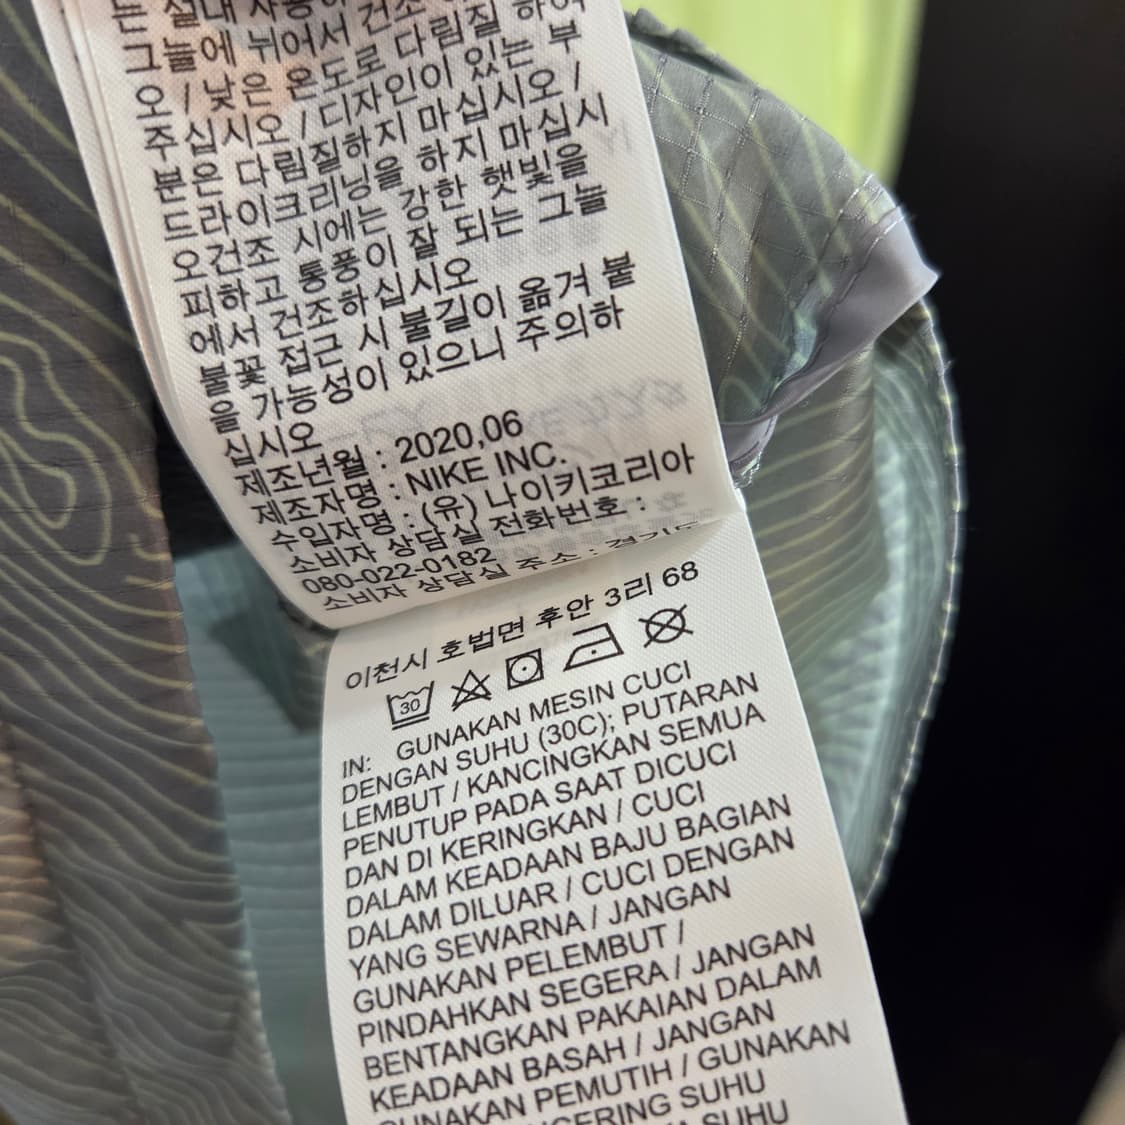 는 실내
그늘에 뉘어서 건조
오 / 낮은 온도로 다림질 하여
주십시오 / 디자인이 있는 부
분은 다림질하지 마십시오 /
드라이크리닝을 하지 마십시
오건조 시에는 강한 햇빛을
피하고 통풍이 잘 되는 그늘
에서 건조하십시오
불꽃 접근 시 불길이 옮겨 붙
을 가능성이 있으니 주의하
십시오
제조년월 : 2020,06
제조자명 : NIKE INC.
수입자명 : (유) 나이키코리아
소비자 상담실 전화번호 :
080-022-0182
소비자 상담실 주소 : 경기도
이천시 호법면 후안 3리 68
30
IN: GUNAKAN MESIN CUCI
DENGAN SUHU (30C); PUTARAN
LEMBUT / KANCINGKAN SEMUA
PENUTUP PADA SAAT DICUCI
DAN DI KERINGKAN / CUCI
DALAM KEADAAN BAJU BAGIAN
DALAM DILUAR / CUCI DENGAN
YANG SEWARNA / JANGAN
GUNAKAN PELEMBUT /
PINDAHKAN SEGERA / JANGAN
BENTANGKAN PAKAIAN DALAM
KEADAAN BASAH / JANGAN
GUNAKAN PEMUTIH / GUNAKAN
SUHU
SUHU